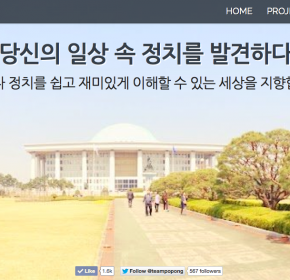 HOME PROJ
당신의 일상 속 정치를 발견하다
나 정치를 쉽고 재미있게 이해할 수 있는 세상을 지향합
Like 1.6k Follow @teampopong 567 followers